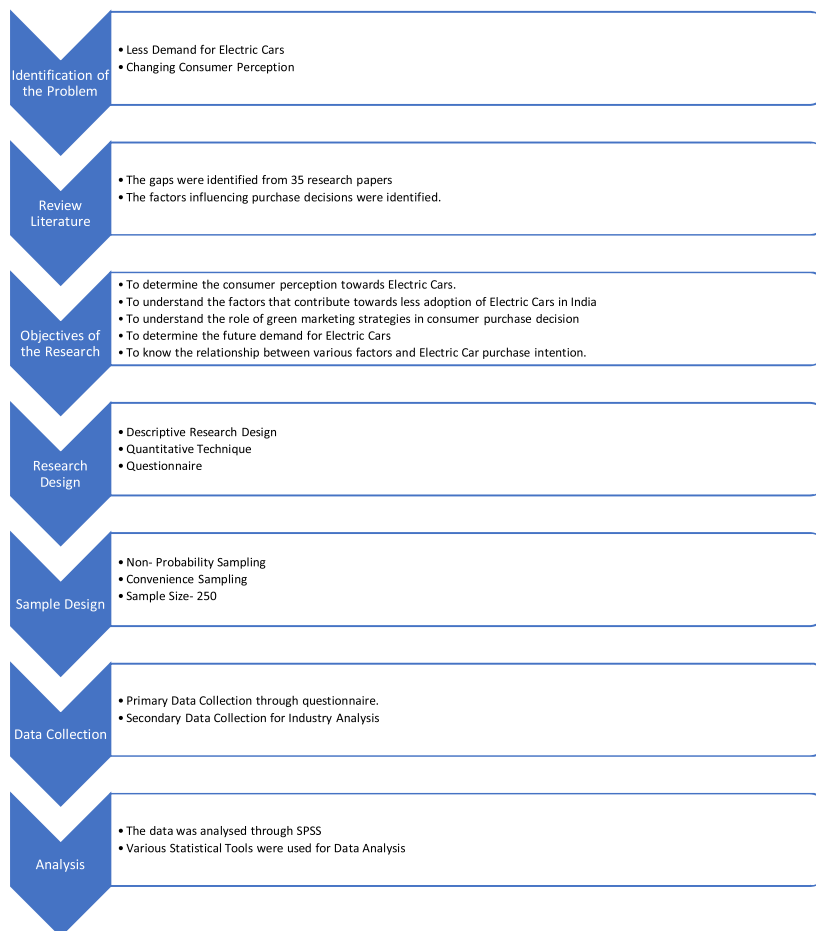 Identification of
the Problem
• Less Demand for Electric Cars
• Changing Consumer Perception
Review
Literature
• The gaps were identified from 35 research papers
• The factors influencing purchase decisions were identified.
Objectives of
the Research
• To determine the consumer perception towards Electric Cars.
• To understand the factors that contribute towards less adoption of Electric Cars in India
• To understand the role of green marketing strategies in consumer purchase decision
• To determine the future demand for Electric Cars
• To know the relationship between various factors and Electric Car purchase intention.
Research
Design
• Descriptive Research Design
• Quantitative Technique
• Questionnaire
Sample Design
• Non- Probability Sampling
• Convenience Sampling
• Sample Size- 250
Data Collection
• Primary Data Collection through questionnaire.
• Secondary Data Collection for Industry Analysis
Analysis
• The data was analysed through SPSS
• Various Statistical Tools were used for Data Analysis